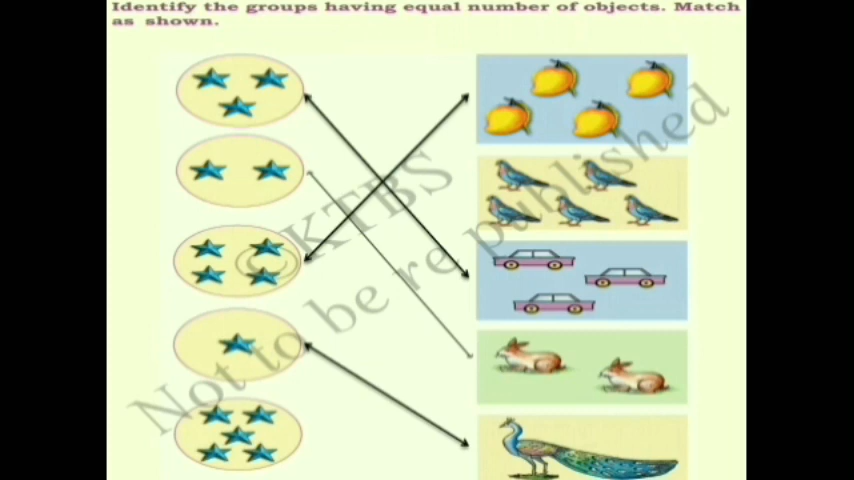 Identify the groups having equal number of objects. Match
as shown.
©KTBS
Not to be republished